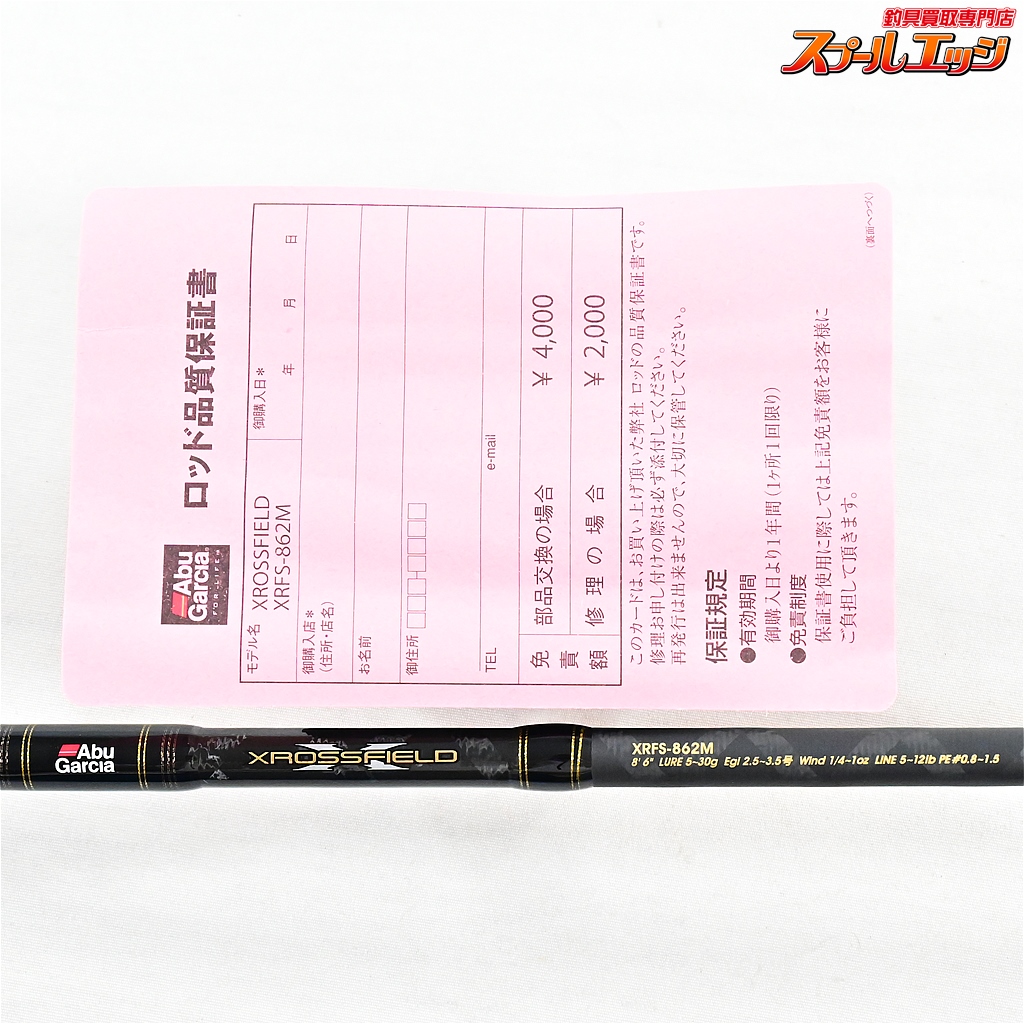 釣具買取専門店
スプールエッジ
Abu
Garcia
FOR LIFE
ロッド品質保証書
モデル名 XROSSFIELD
XRFS-862M
御購入日*
年 月 日
御購入店*
(住所・店名)
お名前
御住所
TEL
e-mail
免責額
部品交換の場合 ¥ 4,000
修理の場合 ¥ 2,000
このカードは、お買い上げ頂いた弊社 ロッドの品質保証書です。
修理お申し付けの際は必ず添付してください。
再発行は出来ませんので、大切に保管してください。
保証規定
●有効期間
御購入日より1年間(1ヶ所1回限り)
●免責制度
保証書使用に際しては上記免責額をお客様に
ご負担して頂きます。
(裏面へつづく)
Abu
Garcia
XROSSFIELD
XRFS-862M
8' 6" LURE 5~30g Egi 2.5~3.5号 Wind 1/4~1oz LINE 5~12lb PE#0.8~1.5